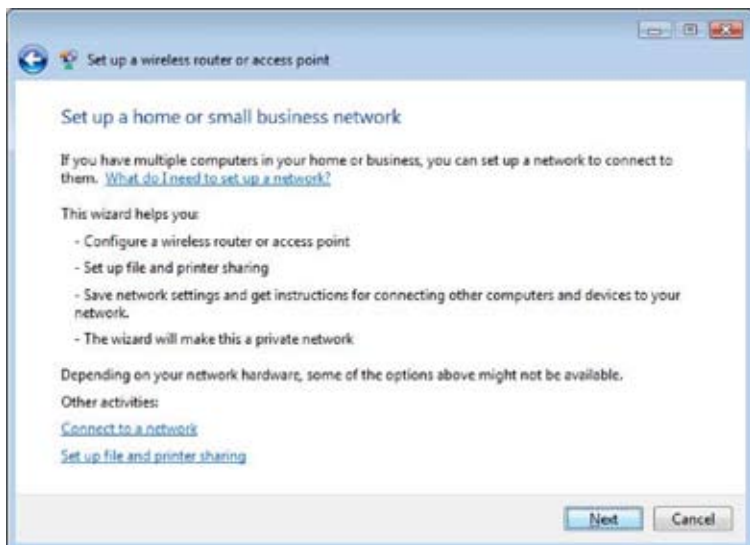 Set up a wireless router or access point
Set up a home or small business network
If you have multiple computers in your home or business, you can set up a network to connect to
them. What do I need to set up a network?
This wizard helps you:
- Configure a wireless router or access point
- Set up file and printer sharing
- Save network settings and get instructions for connecting other computers and devices to your
network.
- The wizard will make this a private network
Depending on your network hardware, some of the options above might not be available.
Other activities:
Connect to a network
Set up file and printer sharing
Next Cancel